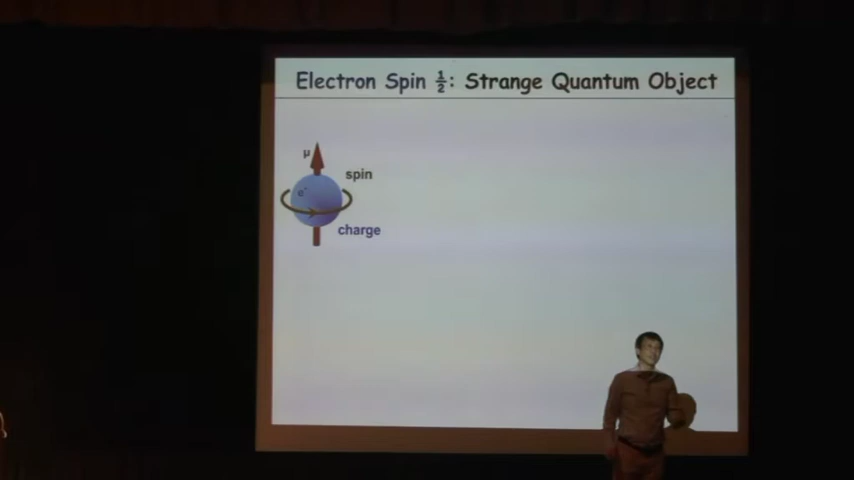 Electron Spin ½: Strange Quantum Object
μ
spin
e-
charge